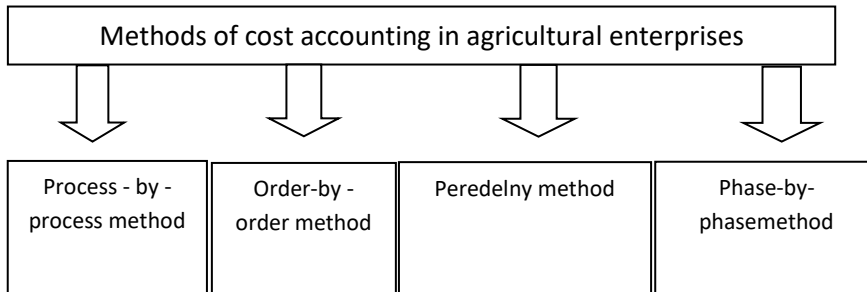 Methods of cost accounting in agricultural enterprises
Process - by -
process method
Order-by -
order method
Peredelny method
Phase-by-
phasemethod